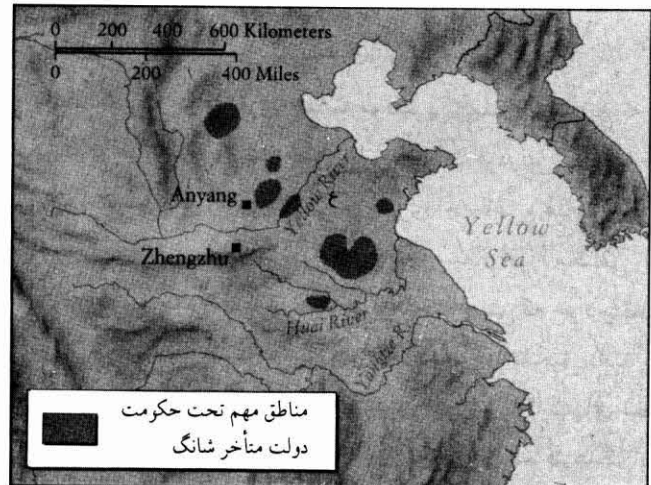 0 200 400 600 Kilometers
0 200 400 Miles
Anyang
Yellow River
ع
Zhengzhu
Yellow
Sea
Huai River
Yangtze R.
مناطق مهم تحت حکومت
دولت متأخر شانگ